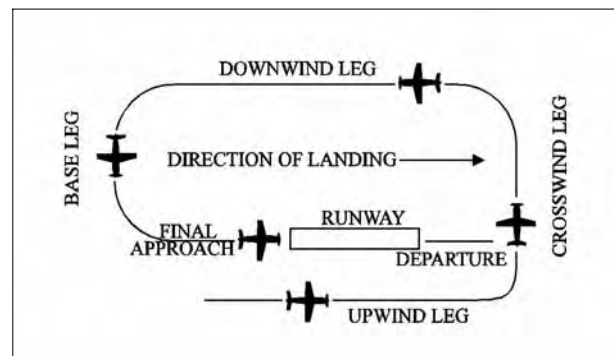 DOWNWIND LEG
BASE LEG
CROSSWIND LEG
DIRECTION OF LANDING
RUNWAY
FINAL
APPROACH
DEPARTURE
UPWIND LEG